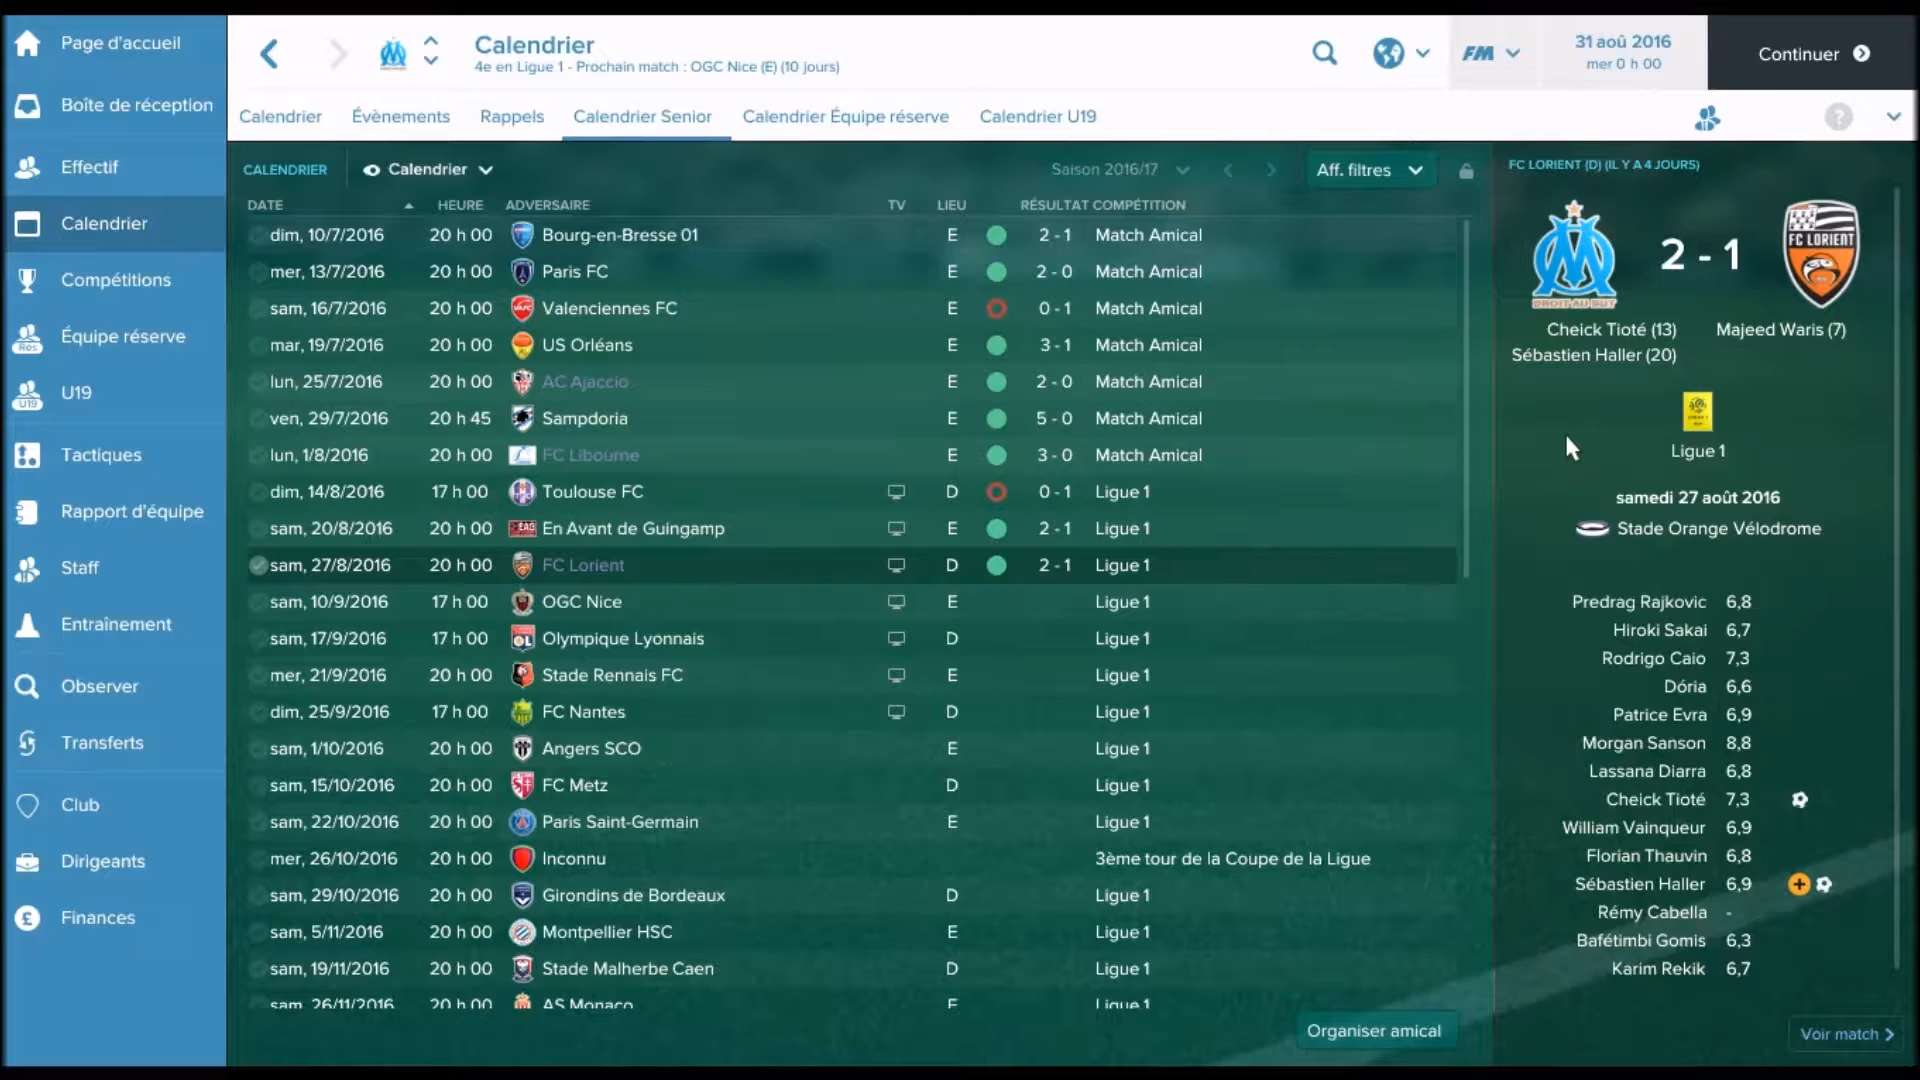 Page d'accueil
Boîte de réception
Effectif
Calendrier
Compétitions
Équipe réserve
U19
Tactiques
Rapport d'équipe
Staff
Entraînement
Observer
Transferts
Club
Dirigeants
Finances
Calendrier
4e en Ligue 1 - Prochain match : OGC Nice (E) (10 jours)
FM
31 aoû 2016
mer 0 h 00
Continuer
Calendrier Évènements Rappels Calendrier Senior Calendrier Équipe réserve Calendrier U19
CALENDRIER Calendrier Saison 2016/17 Aff. filtres
DATE HEURE ADVERSAIRE TV LIEU RÉSULTAT COMPÉTITION
dim, 10/7/2016 20 h 00 Bourg-en-Bresse 01 E 2 - 1 Match Amical
mer, 13/7/2016 20 h 00 Paris FC E 2 - 0 Match Amical
sam, 16/7/2016 20 h 00 Valenciennes FC E 0 - 1 Match Amical
mar, 19/7/2016 20 h 00 US Orléans E 3 - 1 Match Amical
lun, 25/7/2016 20 h 00 AC Ajaccio E 2 - 0 Match Amical
ven, 29/7/2016 20 h 45 Sampdoria E 5 - 0 Match Amical
lun, 1/8/2016 20 h 00 FC Libourne E 3 - 0 Match Amical
dim, 14/8/2016 17 h 00 Toulouse FC D 0 - 1 Ligue 1
sam, 20/8/2016 20 h 00 En Avant de Guingamp E 2 - 1 Ligue 1
sam, 27/8/2016 20 h 00 FC Lorient D 2 - 1 Ligue 1
sam, 10/9/2016 17 h 00 OGC Nice E Ligue 1
sam, 17/9/2016 17 h 00 Olympique Lyonnais D Ligue 1
mer, 21/9/2016 20 h 00 Stade Rennais FC E Ligue 1
dim, 25/9/2016 17 h 00 FC Nantes D Ligue 1
sam, 1/10/2016 20 h 00 Angers SCO E Ligue 1
sam, 15/10/2016 20 h 00 FC Metz D Ligue 1
sam, 22/10/2016 20 h 00 Paris Saint-Germain E Ligue 1
mer, 26/10/2016 20 h 00 Inconnu 3ème tour de la Coupe de la Ligue
sam, 29/10/2016 20 h 00 Girondins de Bordeaux D Ligue 1
sam, 5/11/2016 20 h 00 Montpellier HSC E Ligue 1
sam, 19/11/2016 20 h 00 Stade Malherbe Caen D Ligue 1
sam, 26/11/2016 20 h 00 AS Monaco E Ligue 1
Organiser amical
FC LORIENT (D) (IL Y A 4 JOURS)
DROIT AU BUT
2 - 1
FC LORIENT
Cheick Tioté (13) Majeed Waris (7)
Sébastien Haller (20)
Ligue 1
samedi 27 août 2016
Stade Orange Vélodrome
Predrag Rajkovic 6,8
Hiroki Sakai 6,7
Rodrigo Caio 7,3
Dória 6,6
Patrice Evra 6,9
Morgan Sanson 8,8
Lassana Diarra 6,8
Cheick Tioté 7,3
William Vainqueur 6,9
Florian Thauvin 6,8
Sébastien Haller 6,9
Rémy Cabella -
Bafétimbi Gomis 6,3
Karim Rekik 6,7
Voir match